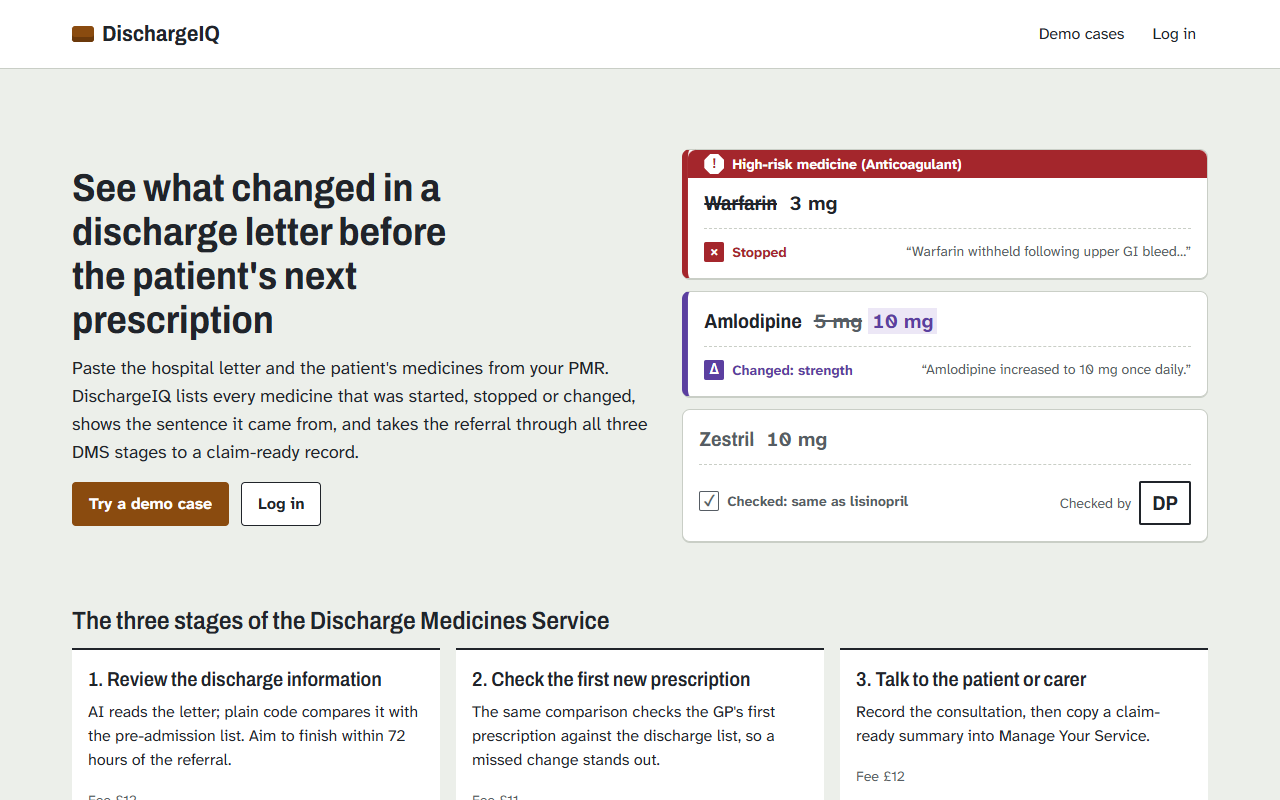 DischargeIQ
Demo cases
Log in
See what changed in a
discharge letter before
the patient's next
prescription
Paste the hospital letter and the patient's medicines from your PMR.
DischargeIQ lists every medicine that was started, stopped or changed,
shows the sentence it came from, and takes the referral through all three
DMS stages to a claim-ready record.
Try a demo case
Log in
! High-risk medicine (Anticoagulant)
Warfarin 3 mg
× Stopped
“Warfarin withheld following upper GI bleed…”
Amlodipine 5 mg 10 mg
Δ Changed: strength
“Amlodipine increased to 10 mg once daily.”
Zestril 10 mg
✓ Checked: same as lisinopril
Checked by DP
The three stages of the Discharge Medicines Service
1. Review the discharge information
AI reads the letter; plain code compares it with
the pre-admission list. Aim to finish within 72
hours of the referral.
Fee £12
2. Check the first new prescription
The same comparison checks the GP's first
prescription against the discharge list, so a
missed change stands out.
Fee £11
3. Talk to the patient or carer
Record the consultation, then copy a claim-
ready summary into Manage Your Service.
Fee £12